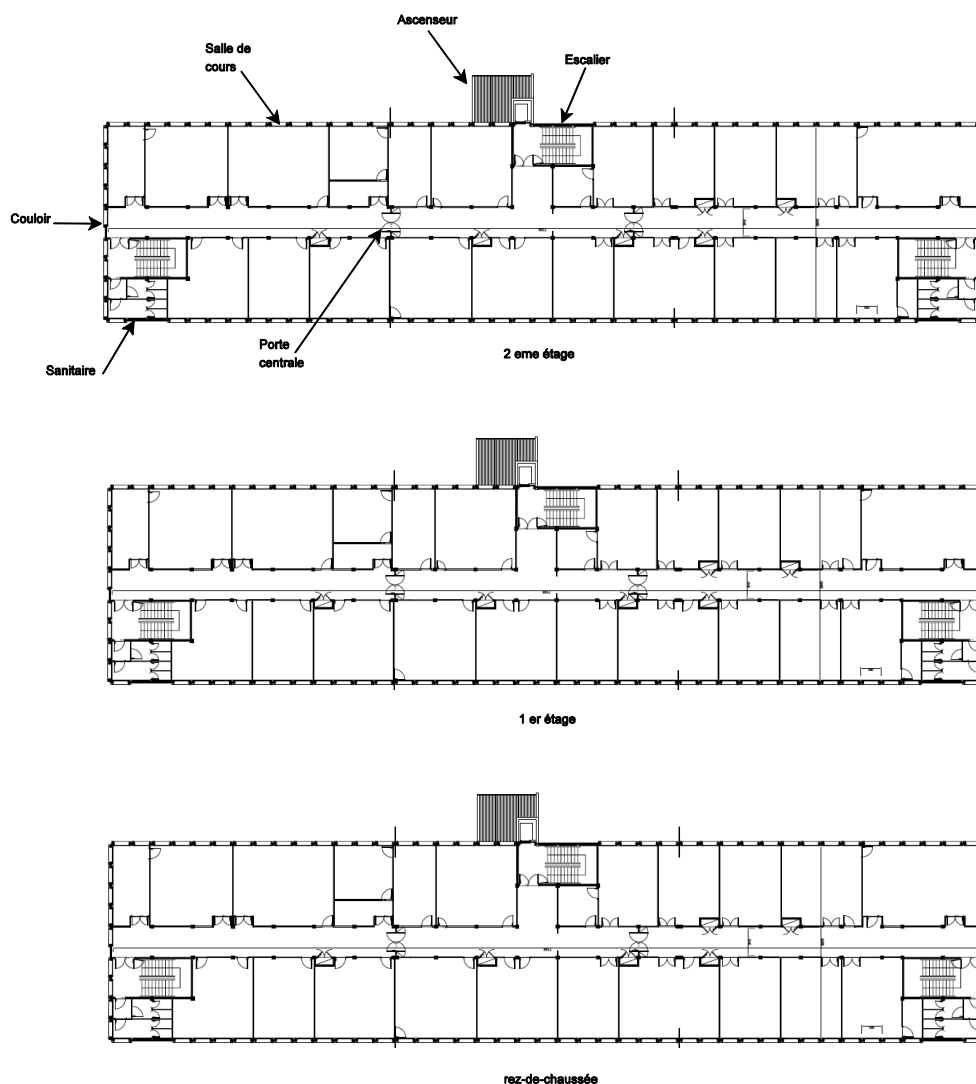 Ascenseur
Salle de
cours
Escalier
Couloir
Porte
centrale
Sanitaire
2 eme étage
1 er étage
rez-de-chaussée